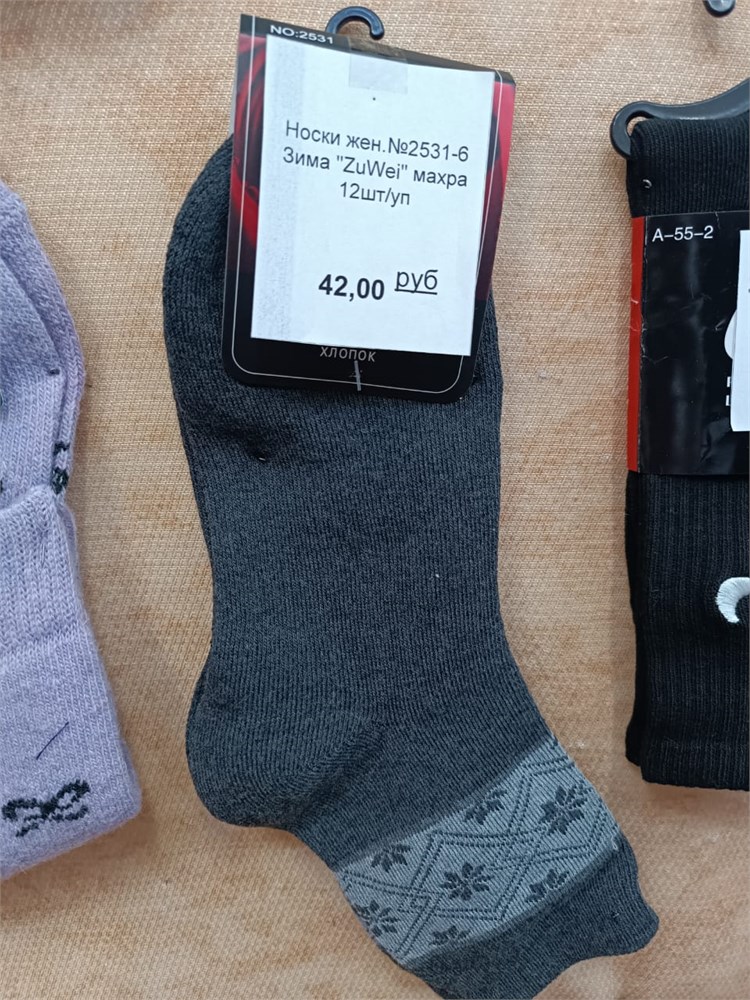 NO:2531
Носки жен.№2531-6
Зима "ZuWei" махра
12шт/уп
42,00 руб
ХЛОПОК
A-55-2